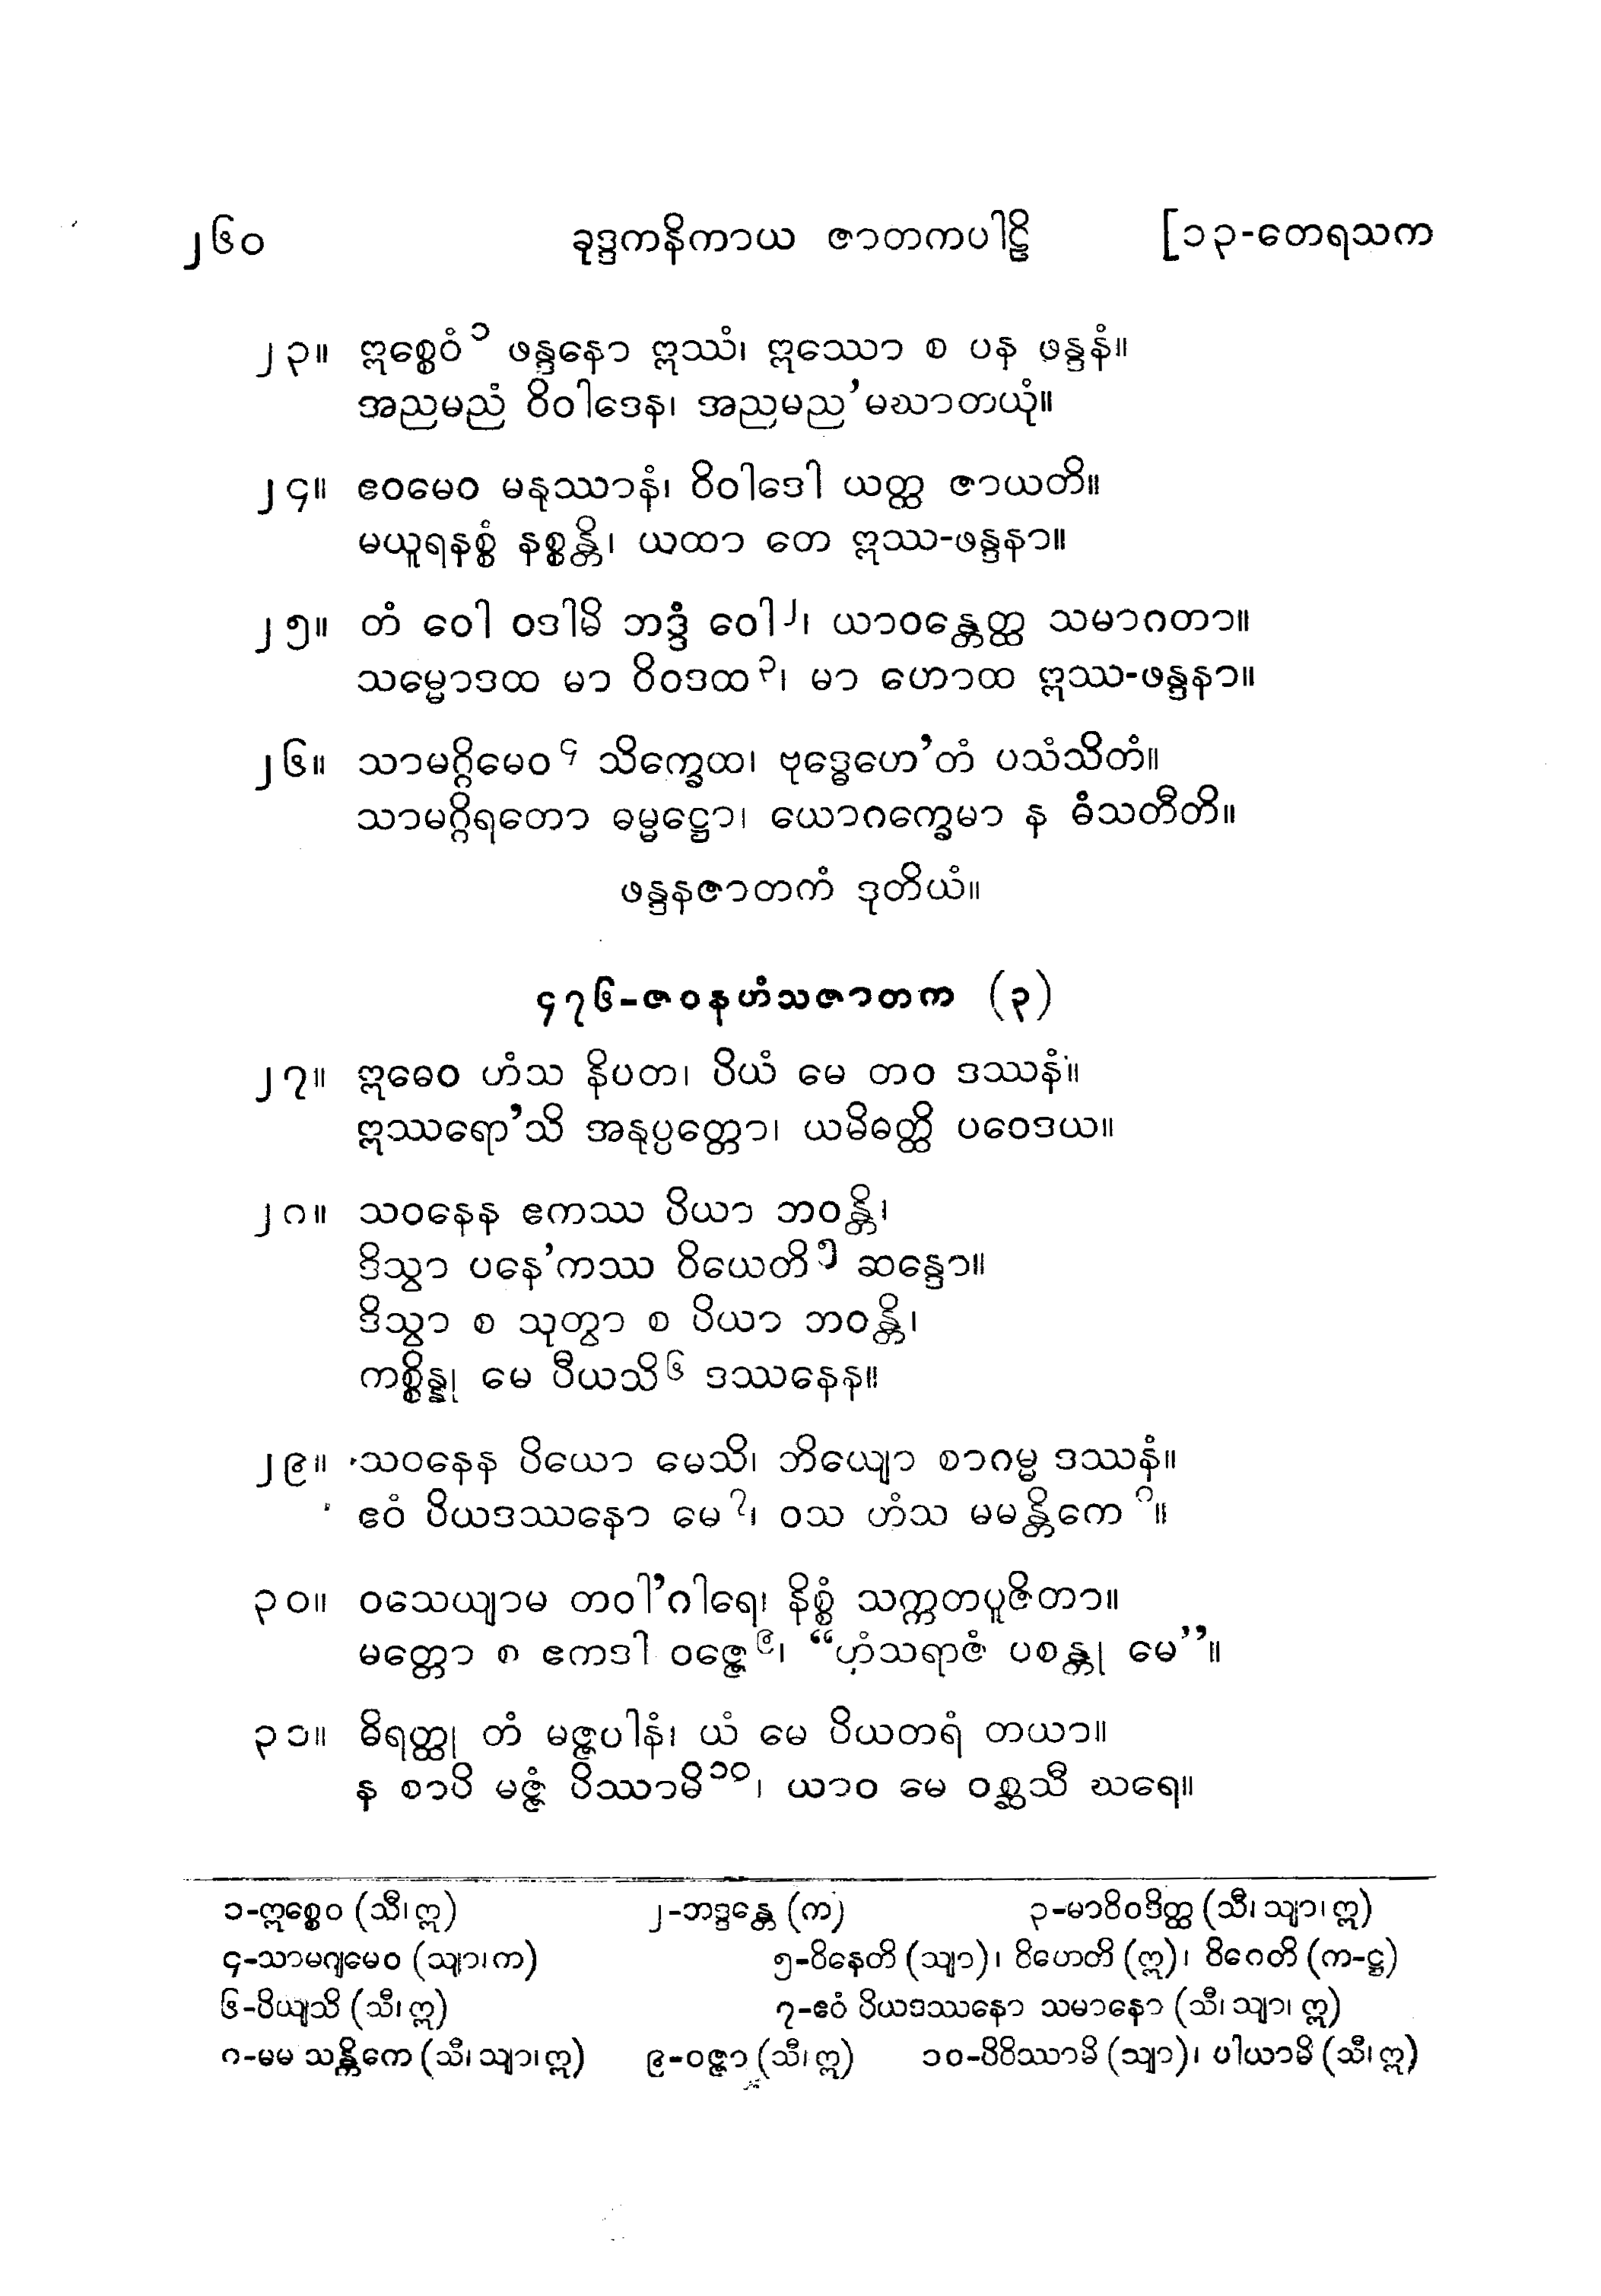 ၂၆၀ ခုဒ္ဒကနိကာယ ဇာတကပါဠိ [၁၃-တေရသက
၂၃။ ဣစ္စေဝံ၁ ဖန္ဒနော ဣဿံ၊ ဣဿော စ ပန ဖန္ဒနံ။
အညမညံ ဝိဝါဒေန၊ အညမည’မဃာတယုံ။
၂၄။ ဧဝမေဝ မနုဿာနံ၊ ဝိဝါဒေါ ယတ္ထ ဇာယတိ။
မယူရနစ္စံ နစ္စန္တိ၊ ယထာ တေ ဣဿ-ဖန္ဒနာ။
၂၅။ တံ ဝေါ ဝဒါမိ ဘဒ္ဒံ ဝေါ၂၊ ယာဝန္တေတ္ထ သမာဂတာ။
သမ္မောဒထ မာ ဝိဝဒထ၃၊ မာ ဟောထ ဣဿ-ဖန္ဒနာ။
၂၆။ သာမဂ္ဂိမေဝ၄ သိက္ခေထ၊ ဗုဒ္ဓေဟေ’တံ ပသံသိတံ။
သာမဂ္ဂိရတော ဓမ္မဋ္ဌော၊ ယောဂက္ခေမာ န ဓံသတီတိ။
ဖန္ဒနဇာတကံ ဒုတိယံ။
၄၇၆-ဇဝနဟံသဇာတက (၃)
၂၇။ ဣဓေဝ ဟံသ နိပတ၊ ပိယံ မေ တဝ ဒဿနံ။
ဣဿရော’သိ အနုပ္ပတ္တော၊ ယမိဓတ္ထိ ပဝေဒယ။
၂၈။ သဝနေန ဧကဿ ပိယာ ဘဝန္တိ၊
ဒိသွာ ပနေ’ကဿ ဝိယေတိ၅ ဆန္ဒော။
ဒိသွာ စ သုတွာ စ ပိယာ ဘဝန္တိ၊
ကစ္စိန္နု မေ ပီယသိ၆ ဒဿနေန။
၂၉။ သဝနေန ပိယော မေသိ၊ ဘိယျော စာဂမ္မ ဒဿနံ။
ဧဝံ ပိယဒဿနော မေ၇၊ ဝသ ဟံသ မမန္တိကေ၈။
၃၀။ ဝသေယျာမ တဝါ’ဂါရေ၊ နိစ္စံ သက္ကတပူဇိတာ။
မတ္တော စ ဧကဒါ ဝဇ္ဇေ၉၊ “ဟံသရာဇံ ပစန္တု မေ”။
၃၁။ ဓိရတ္ထု တံ မဇ္ဇပါနံ၊ ယံ မေ ပိယတရံ တယာ။
န စာပိ မဇ္ဇံ ပိဿာမိ၁၀၊ ယာဝ မေ ဝစ္ဆသီ ဃရေ။
၁-ဣစ္စေဝ (သီ၊ ဣ) ၂-ဘဒ္ဒန္တေ (က) ၃-မာဝိဝဒိတ္ထ (သီ၊ သျာ၊ ဣ)
၄-သာမဂျမေဝ (သျာ၊ က) ၅-ဝိနေတိ (သျာ)၊ ဝိဟေတိ (ဣ)၊ ဝိဂေတိ (က-ဋ္ဌ)
၆-ပိယျသိ (သီ၊ ဣ) ၇-ဧဝံ ပိယဒဿနော သမာနော (သီ၊ သျာ၊ ဣ)
၈-မမ သန္တိကေ (သီ၊ သျာ၊ ဣ) ၉-ဝဇ္ဇာ (သီ၊ ဣ) ၁၀-ပိဝိဿာမိ (သျာ)၊ ပါယာမိ (သီ၊ ဣ)